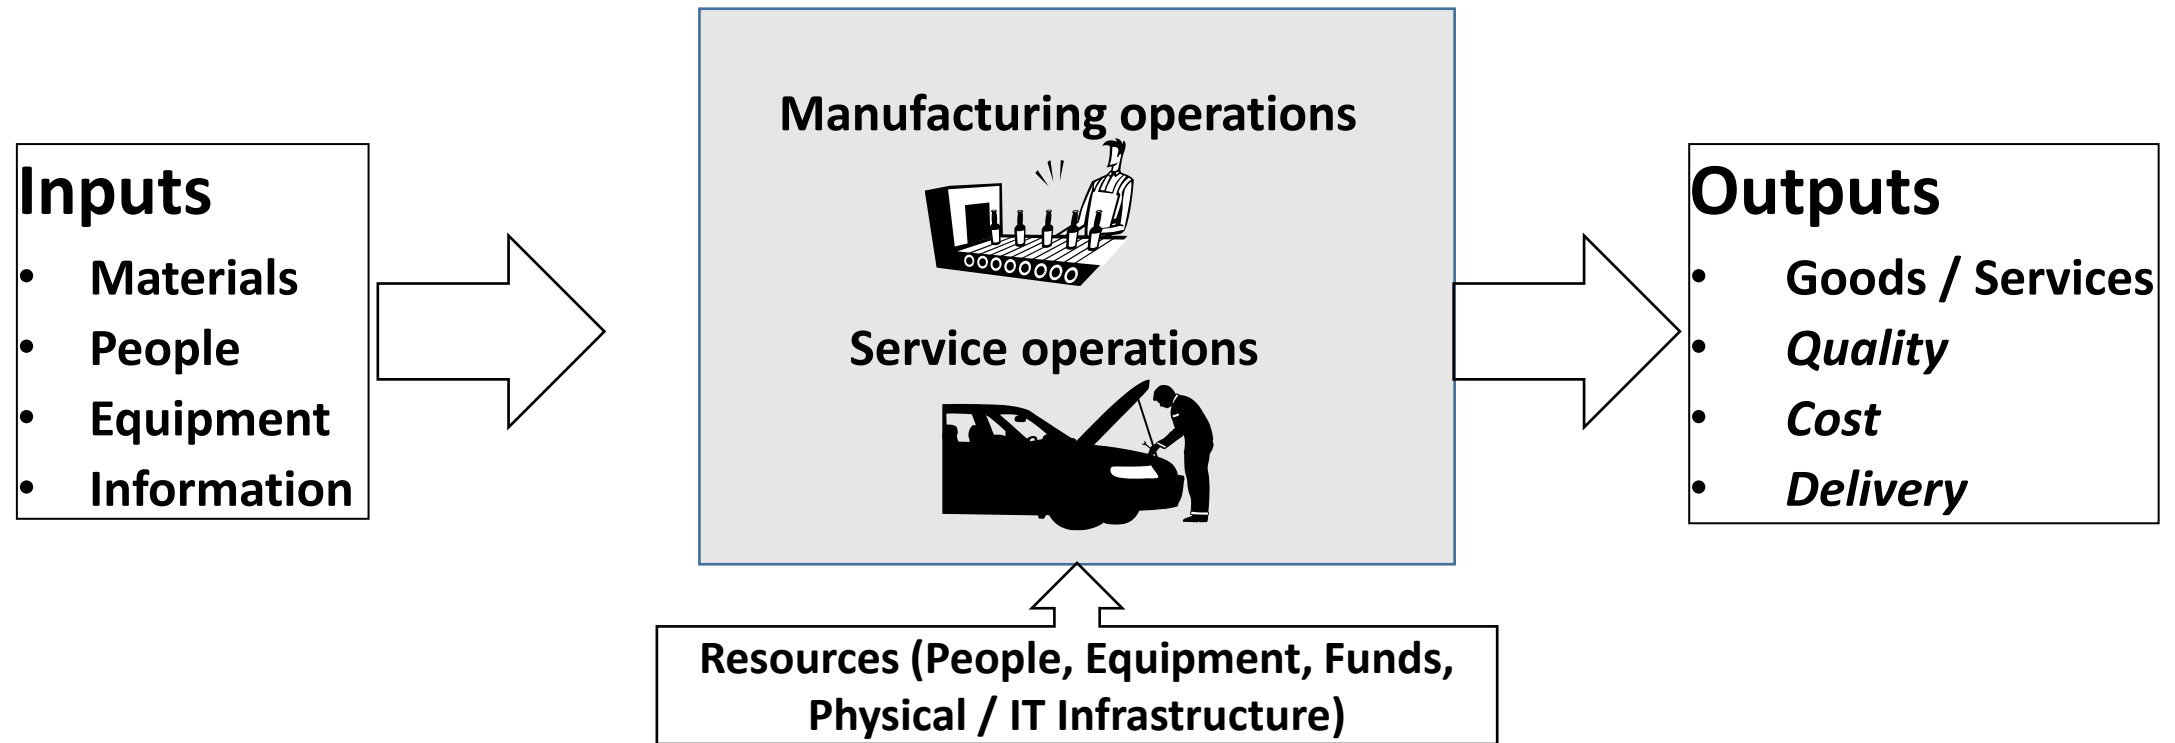 Inputs
• Materials
• People
• Equipment
• Information
Manufacturing operations
Service operations
Outputs
• Goods / Services
• Quality
• Cost
• Delivery
Resources (People, Equipment, Funds,
Physical / IT Infrastructure)